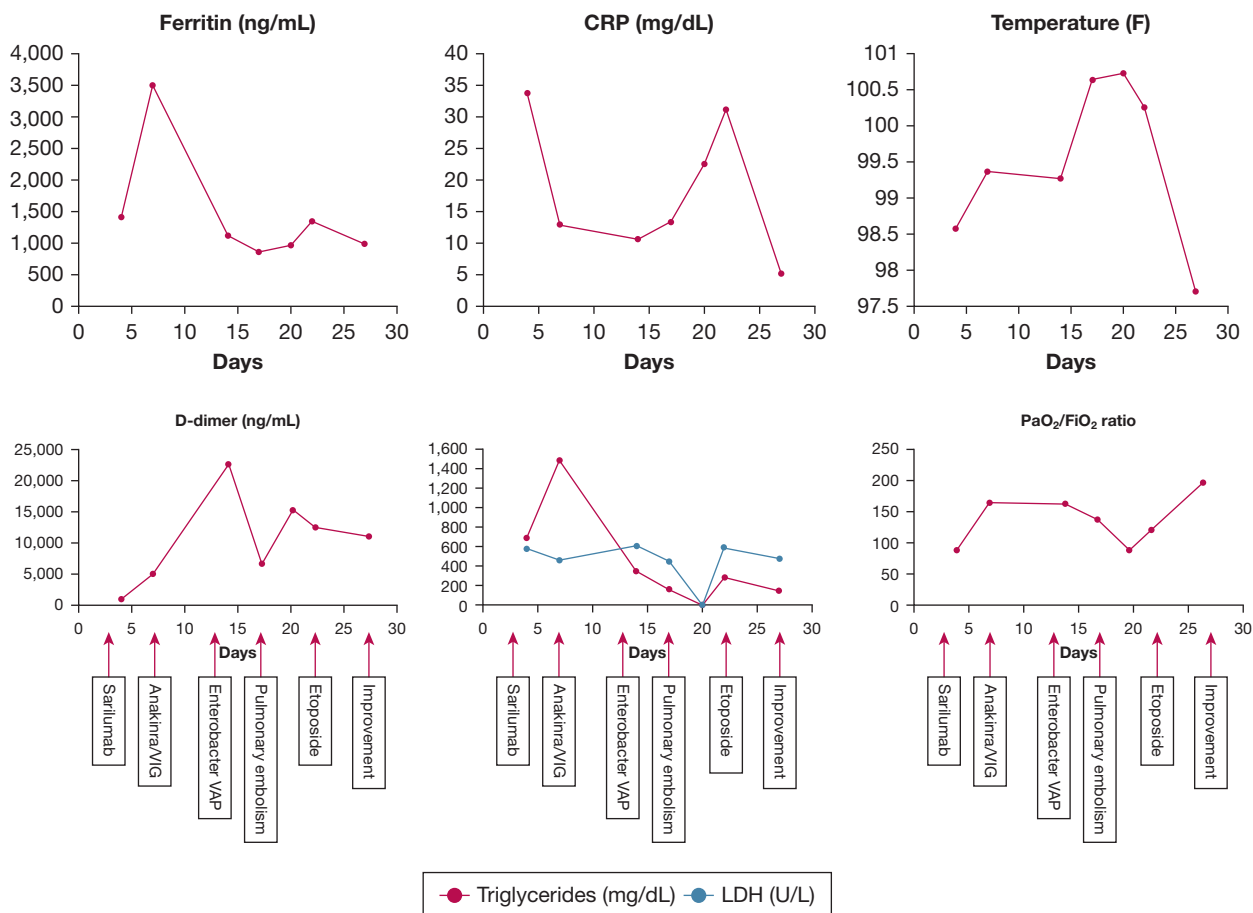 Ferritin (ng/mL)
4,000
3,500
3,000
2,500
2,000
1,500
1,000
500
0
0 5 10 15 20 25 30
Days
CRP (mg/dL)
40
35
30
25
20
15
10
5
0
0 5 10 15 20 25 30
Days
Temperature (F)
101
100.5
100
99.5
99
98.5
98
97.5
0 5 10 15 20 25 30
Days
D-dimer (ng/mL)
25,000
20,000
15,000
10,000
5,000
0
0 5 10 15 20 25 30
Days
Sarilumab
Anakinra/VIG
Enterobacter VAP
Pulmonary embolism
Etoposide
Improvement
1,600
1,400
1,200
1,000
800
600
400
200
0
0 5 10 15 20 25 30
Days
Sarilumab
Anakinra/VIG
Enterobacter VAP
Pulmonary embolism
Etoposide
Improvement
PaO₂/FiO₂ ratio
250
200
150
100
50
0
0 5 10 15 20 25 30
Days
Sarilumab
Anakinra/VIG
Enterobacter VAP
Pulmonary embolism
Etoposide
Improvement
Triglycerides (mg/dL) LDH (U/L)